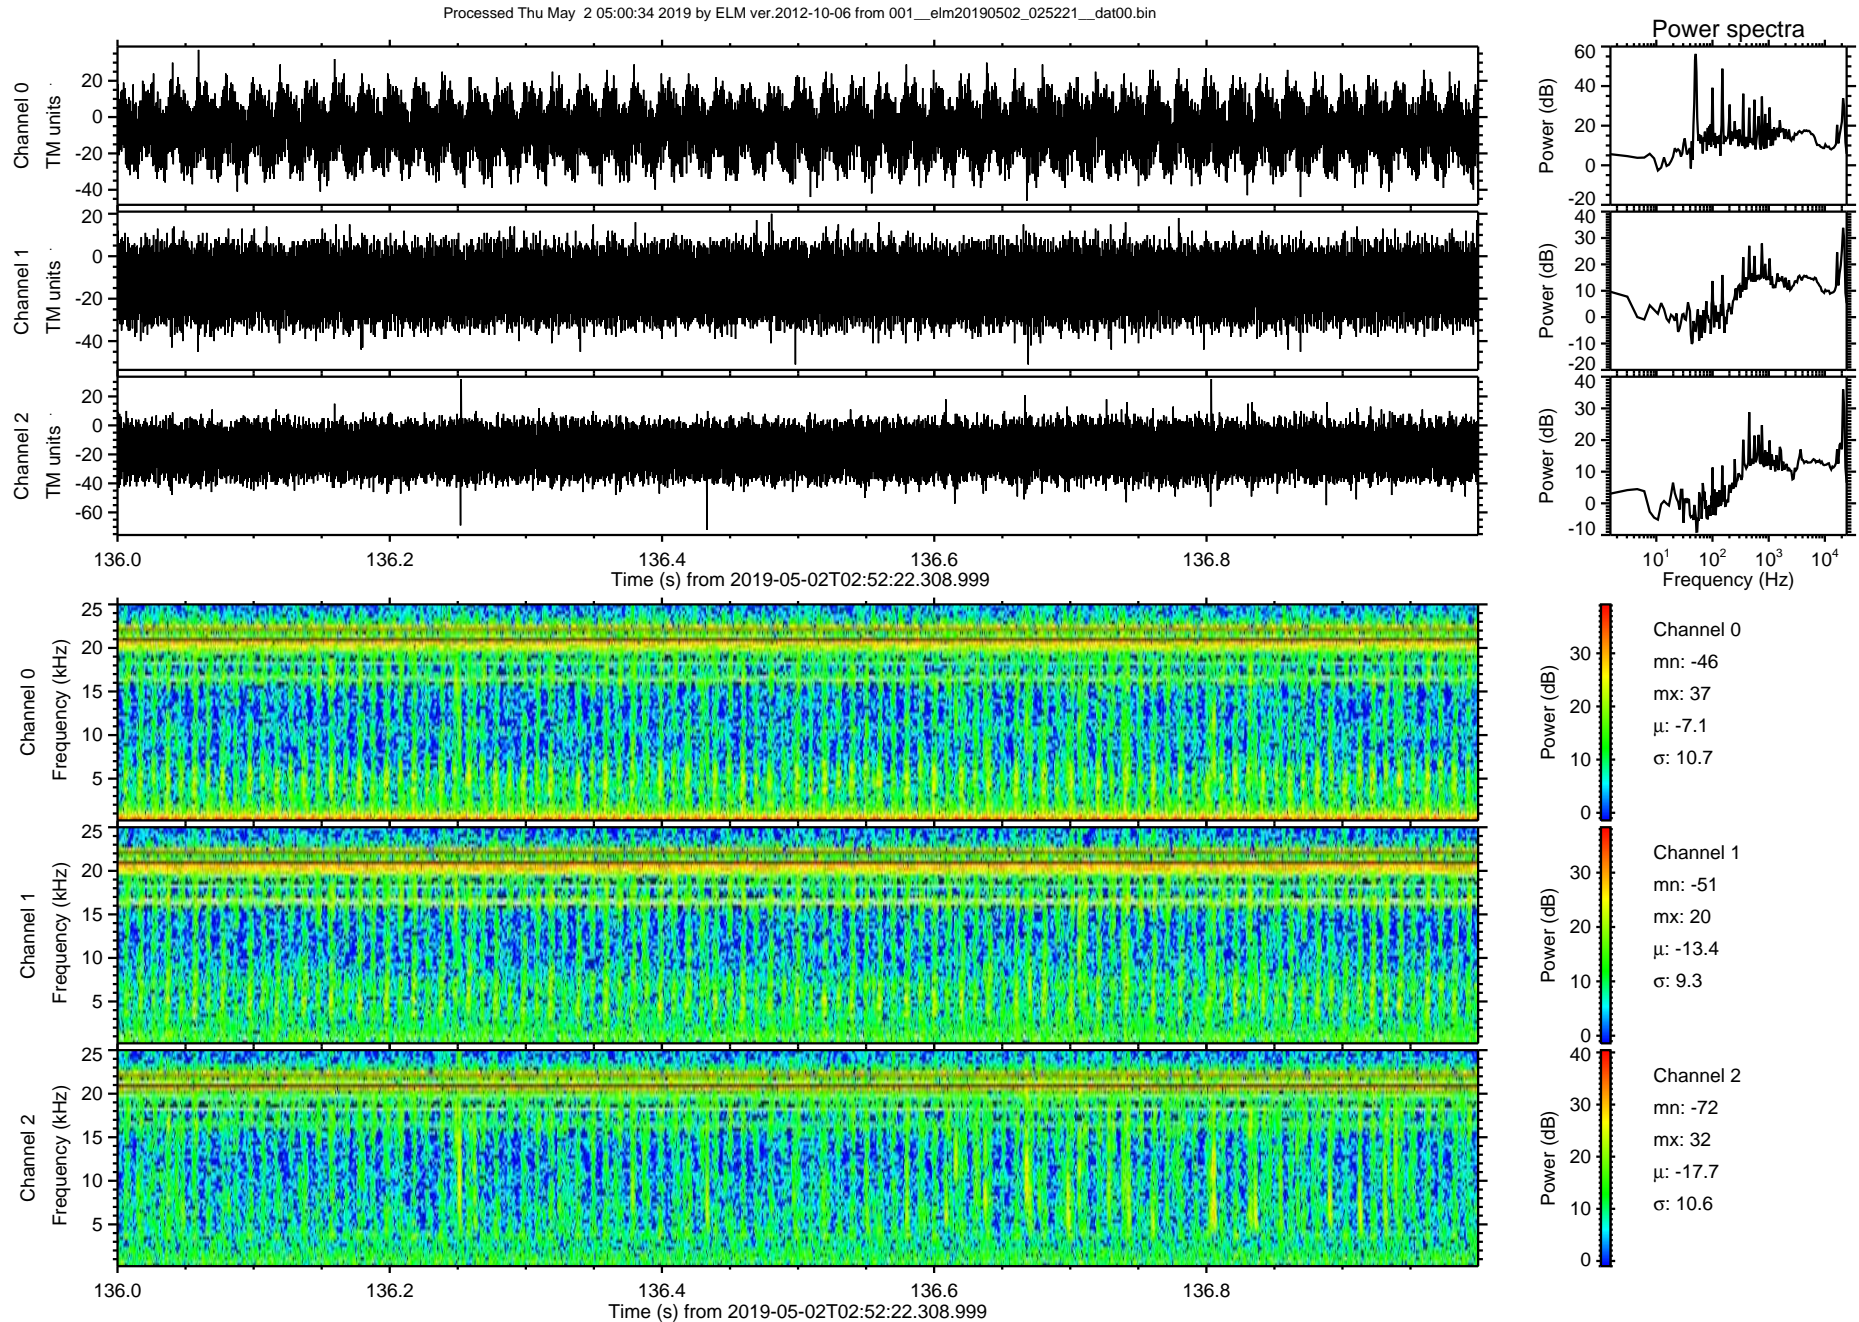 Processed Thu May  2 05:00:34 2019 by ELM ver.2012-10-06 from 001__elm20190502_025221__dat00.bin
Power spectra
Channel 0
TM units
20
0
-20
-40
Power (dB)
60
40
20
0
-20
Channel 1
TM units
20
0
-20
-40
Power (dB)
40
30
20
10
0
-10
-20
Channel 2
TM units
20
0
-20
-40
-60
Power (dB)
40
30
20
10
0
-10
136.0 136.2 136.4 136.6 136.8
Time (s) from 2019-05-02T02:52:22.308.999
10¹ 10² 10³ 10⁴
Frequency (Hz)
Channel 0
Frequency (kHz)
25
20
15
10
5
Power (dB)
30
20
10
0
Channel 0
mn: -46
mx: 37
μ: -7.1
σ: 10.7
Channel 1
Frequency (kHz)
25
20
15
10
5
Power (dB)
30
20
10
0
Channel 1
mn: -51
mx: 20
μ: -13.4
σ: 9.3
Channel 2
Frequency (kHz)
25
20
15
10
5
Power (dB)
40
30
20
10
0
Channel 2
mn: -72
mx: 32
μ: -17.7
σ: 10.6
136.0 136.2 136.4 136.6 136.8
Time (s) from 2019-05-02T02:52:22.308.999